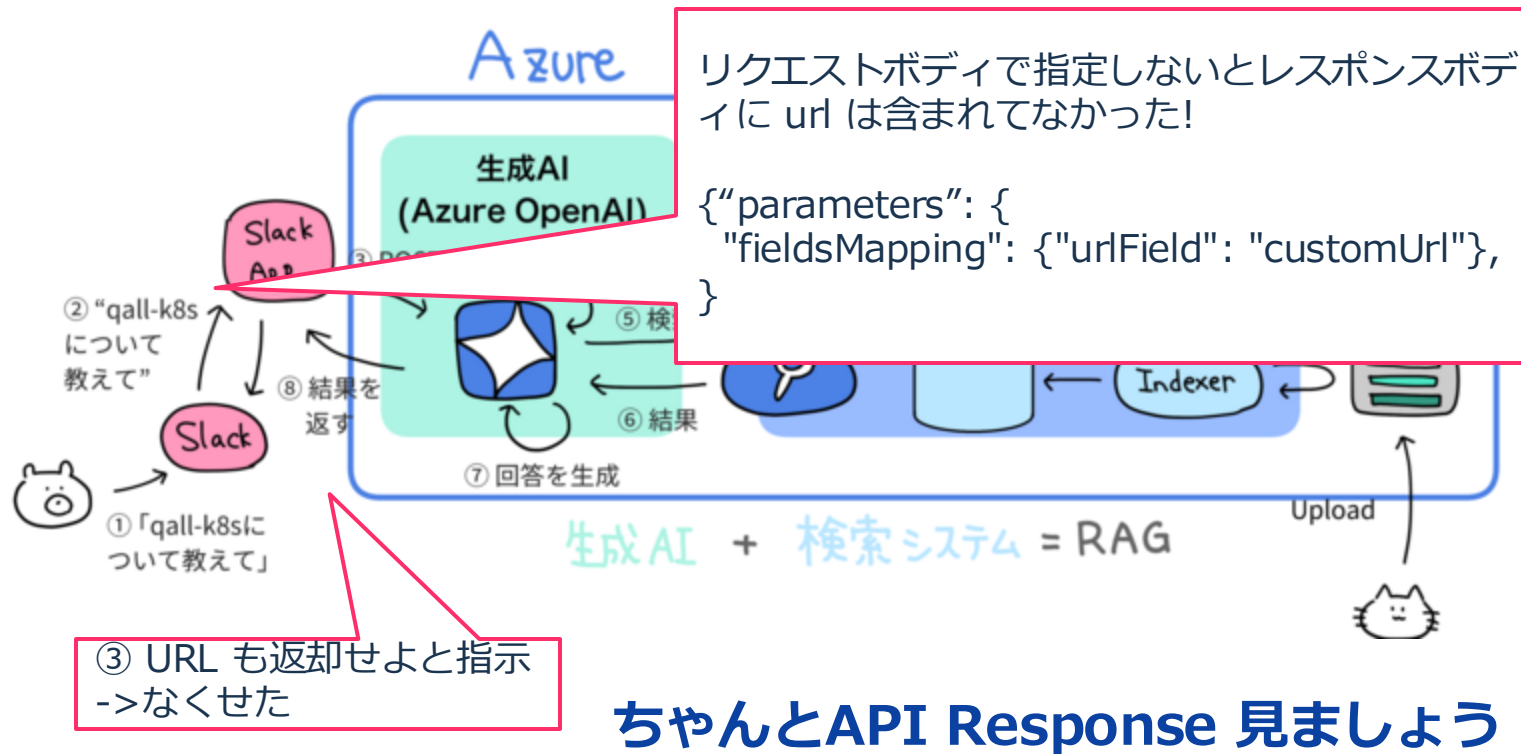 Azure
リクエストボディで指定しないとレスポンスボデ
ィに url は含まれてなかった!
{“parameters”: {
"fieldsMapping": {"urlField": "customUrl"},
}
生成AI
(Azure OpenAI)
Slack
App
③
② “qall-k8s
について
教えて”
⑤ 検
⑧ 結果を
返す
⑥ 結果
Indexer
Slack
⑦ 回答を生成
① 「qall-k8sに
ついて教えて」
Upload
生成 AI + 検索システム = RAG
③ URL も返却せよと指示
->なくせた
ちゃんとAPI Response 見ましょう